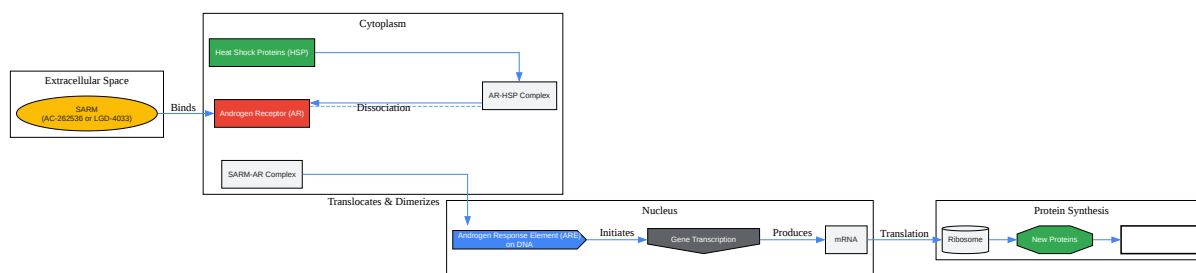 Cytoplasm
Heat Shock Proteins (HSP)
Extracellular Space
AR-HSP Complex
SARM
(AC-262536 or LGD-4033)
Binds
Androgen Receptor (AR)
Dissociation
SARM-AR Complex
Translocates & Dimerizes
Nucleus
Protein Synthesis
Androgen Response Element (ARE)
on DNA
Initiates
Gene Transcription
Produces
mRNA
Translation
Ribosome
New Proteins